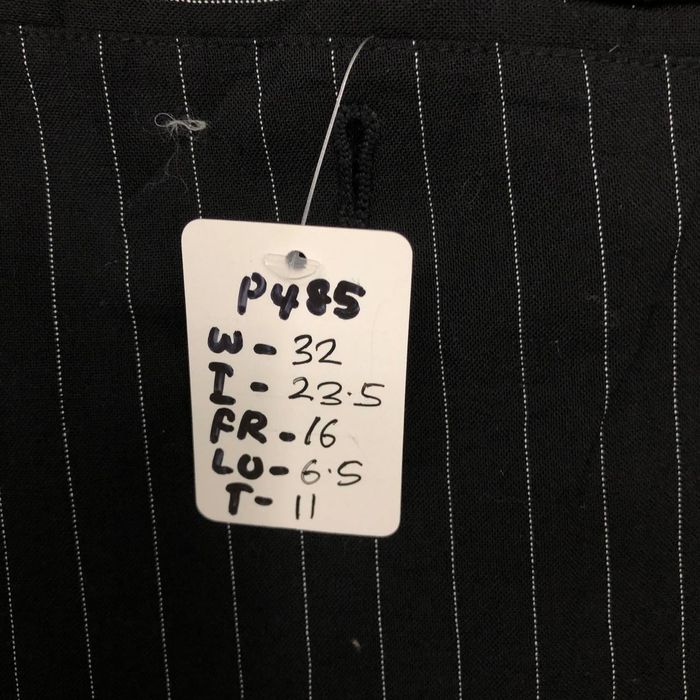 P485
W - 32
I - 23.5
FR - 16
LO - 6.5
T - 11